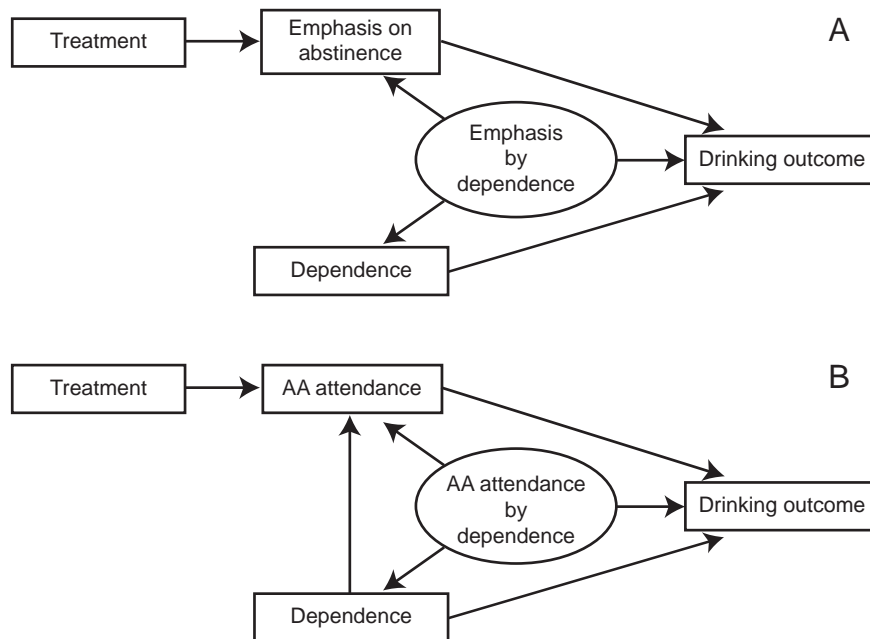 A
Treatment
Emphasis on
abstinence
Emphasis
by
dependence
Drinking outcome
Dependence
B
Treatment
AA attendance
AA attendance
by
dependence
Drinking outcome
Dependence